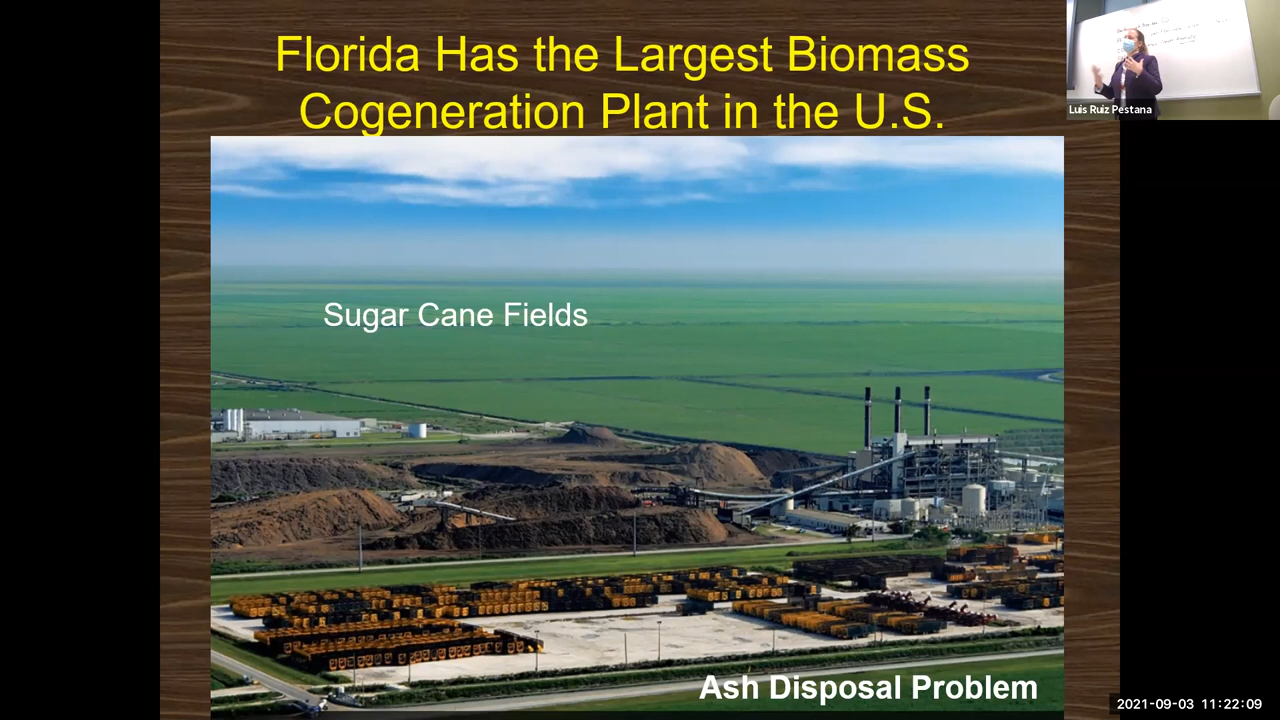 Florida Has the Largest Biomass
Cogeneration Plant in the U.S.
Luis Ruiz Pestana
Sugar Cane Fields
Ash Disposal Problem
2021-09-03 11:22:09